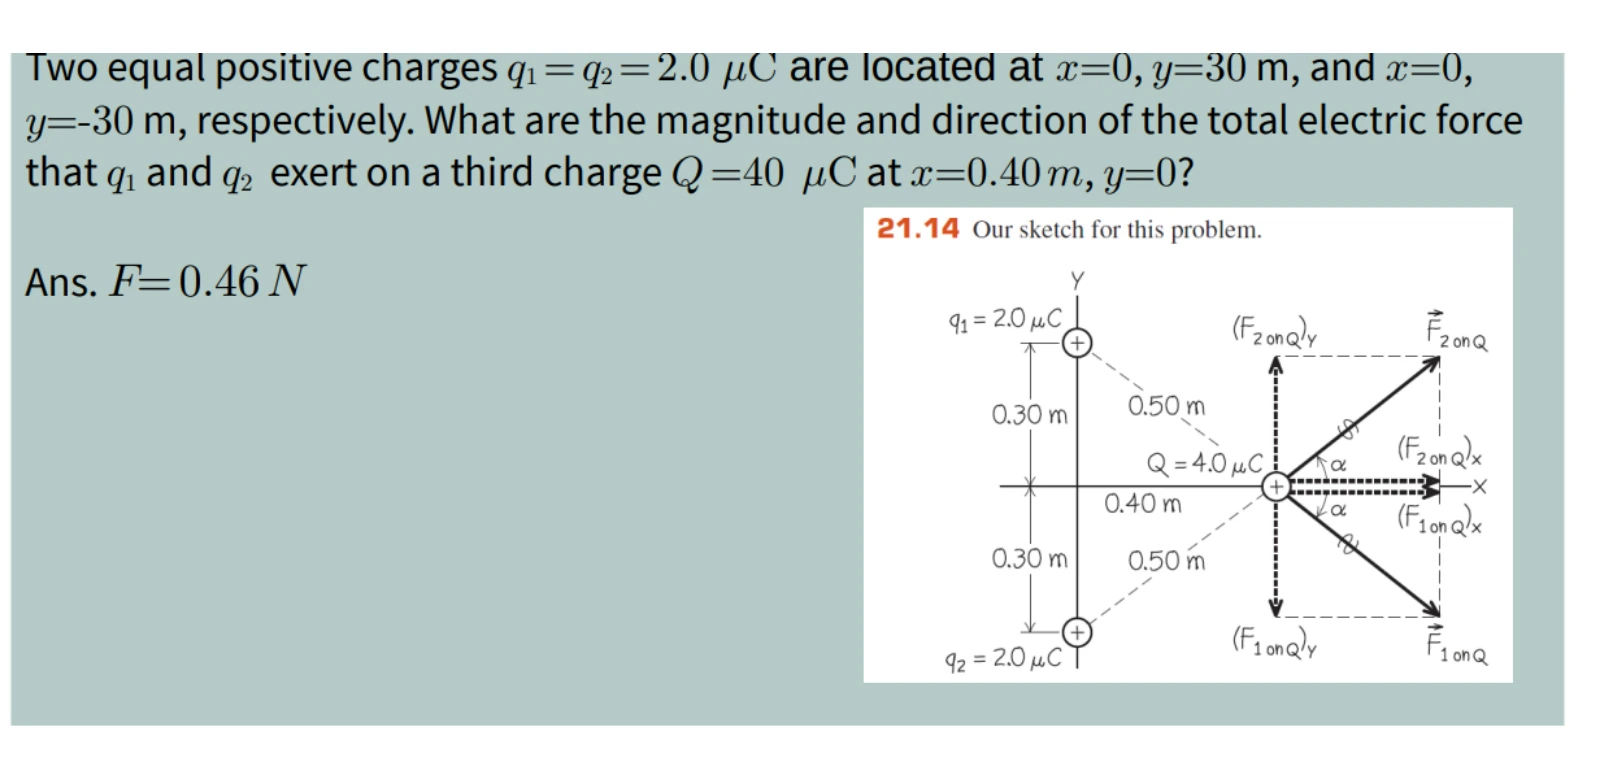 Two equal positive charges q₁=q₂=2.0 μC are located at x=0, y=30 m, and x=0,
y=-30 m, respectively. What are the magnitude and direction of the total electric force
that q₁ and q₂ exert on a third charge Q=40 μC at x=0.40 m, y=0?
21.14 Our sketch for this problem.
Ans. F=0.46 N
Y
q₁ = 2.0 μC
(F₂ on Q)y
F⃗₂ on Q
+
0.50 m
0.30 m
(F₂ on Q)x
Q = 4.0 μC
α
+
X
0.40 m
α
(F₁ on Q)x
0.30 m
0.50 m
+
(F₁ on Q)y
F⃗₁ on Q
q₂ = 2.0 μC